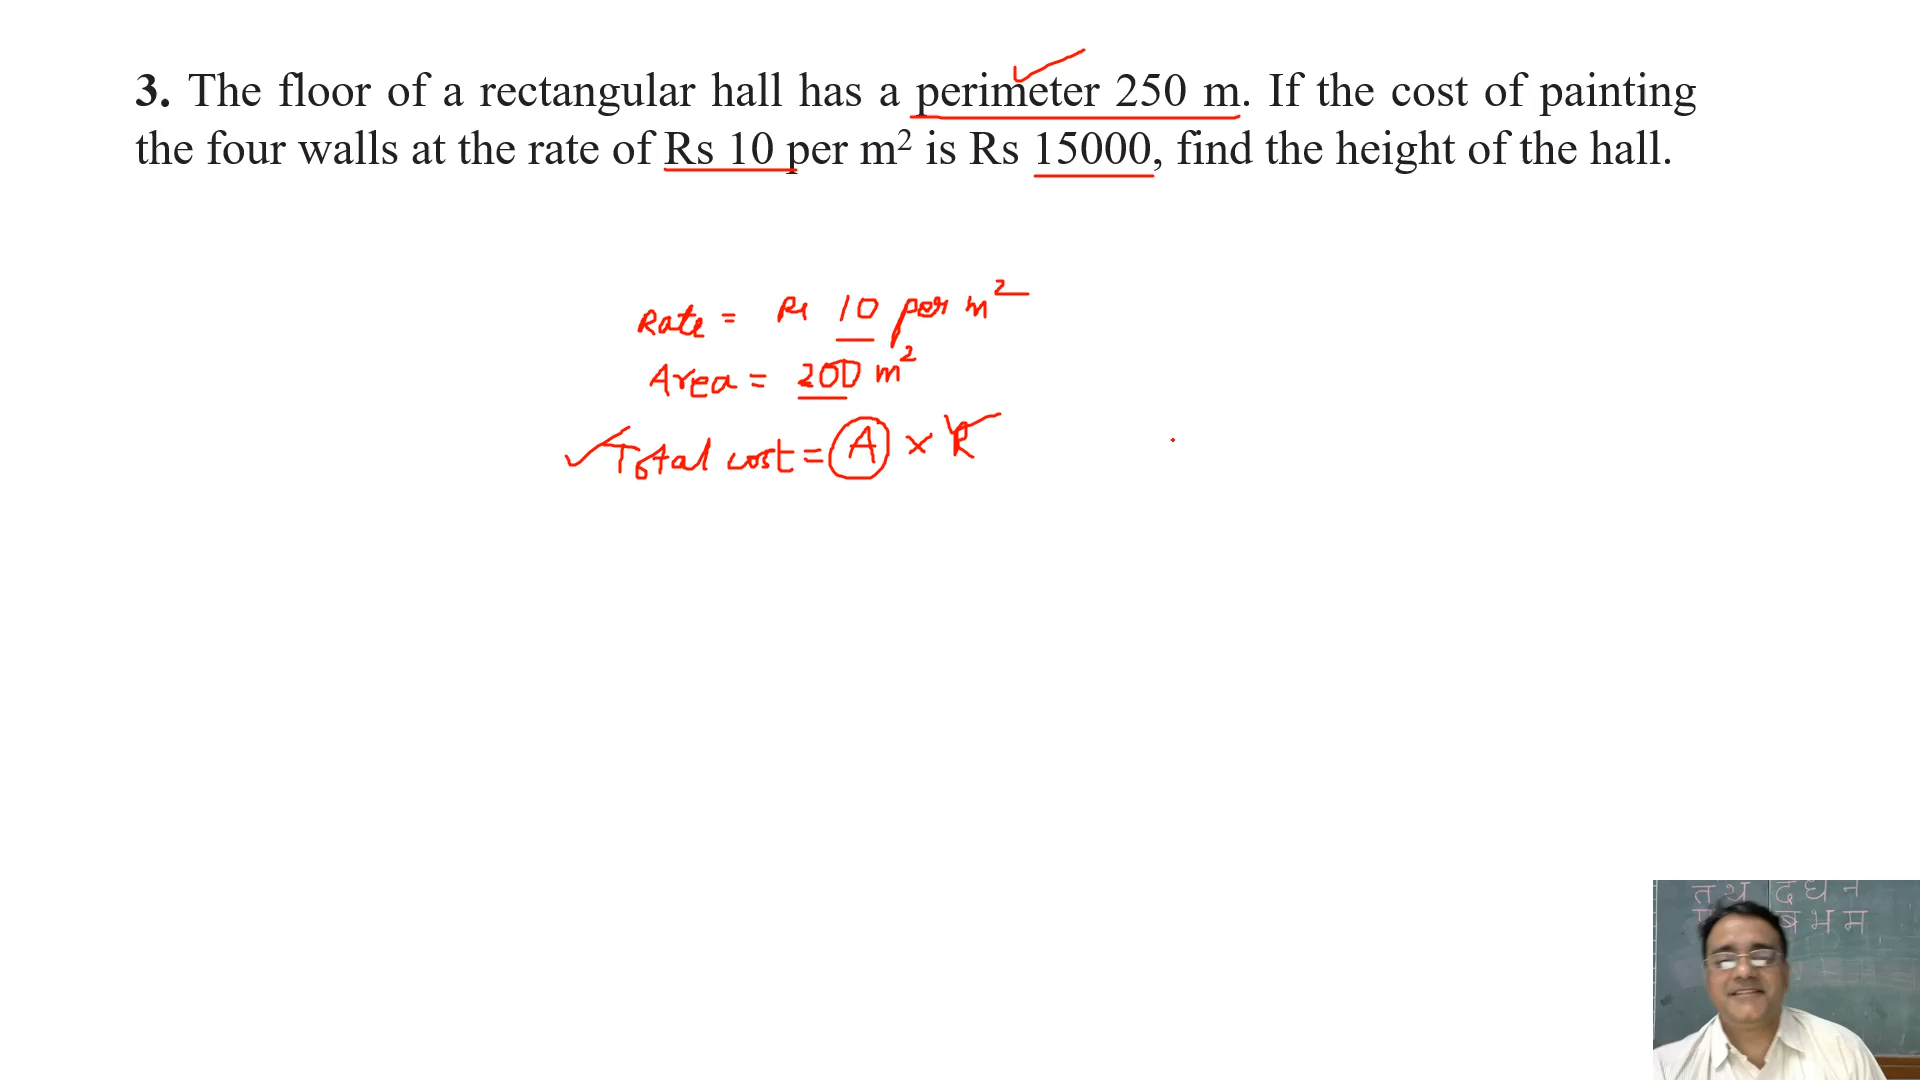 3. The floor of a rectangular hall has a perimeter 250 m. If the cost of painting
the four walls at the rate of Rs 10 per m² is Rs 15000, find the height of the hall.
Rate = Rs 10 per m²
Area = 200 m²
Total cost = A × R
त थ द ध न
ब भ म